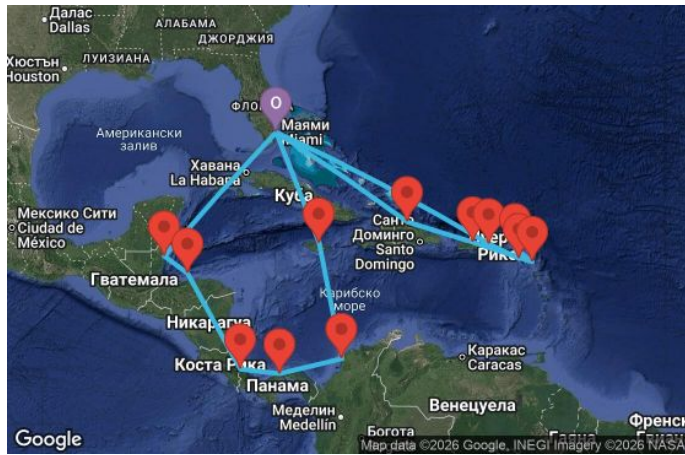 Далас
Dallas
АЛАБАМА
ДЖОРДЖИЯ
Хюстън
Houston
ЛУИЗИАНА
O
Маями
Miami
Американски
залив
Хавана
La Habana
Куба
Мексико Сити
Ciudad de
México
Санто
Доминго
Santo
Domingo
Гватемала
Карибско
море
Никарагуа
Коста Рика
Панама
Каракас
Caracas
Меделин
Medellín
Венецуела
Богота
Google
Map data ©2026 Google, INEGI Imagery ©2026 NASA